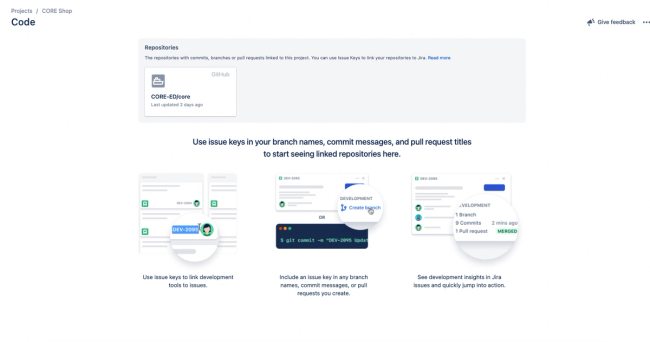 Projects / CORE Shop
Code
Give feedback
Repositories
The repositories with commits, branches or pull requests linked to this project. You can use Issue Keys to link your repositories to Jira. Read more
GitHub
CORE-ED/core
Last updated 2 days ago
Use issue keys in your branch names, commit messages, and pull request titles
to start seeing linked repositories here.
DEV-2095
DEV-2095
DEV-2095
DEVELOPMENT
Create branch
OR
$ git commit -m "DEV-2095 Updat
DEV-2095
VELOPMENT
1 Branch
9 Commits 2 mins ago
1 Pull request MERGED
Use issue keys to link development
tools to issues.
Include an issue key in any branch
names, commit messages, or pull
requests you create.
See development insights in Jira
issues and quickly jump into action.